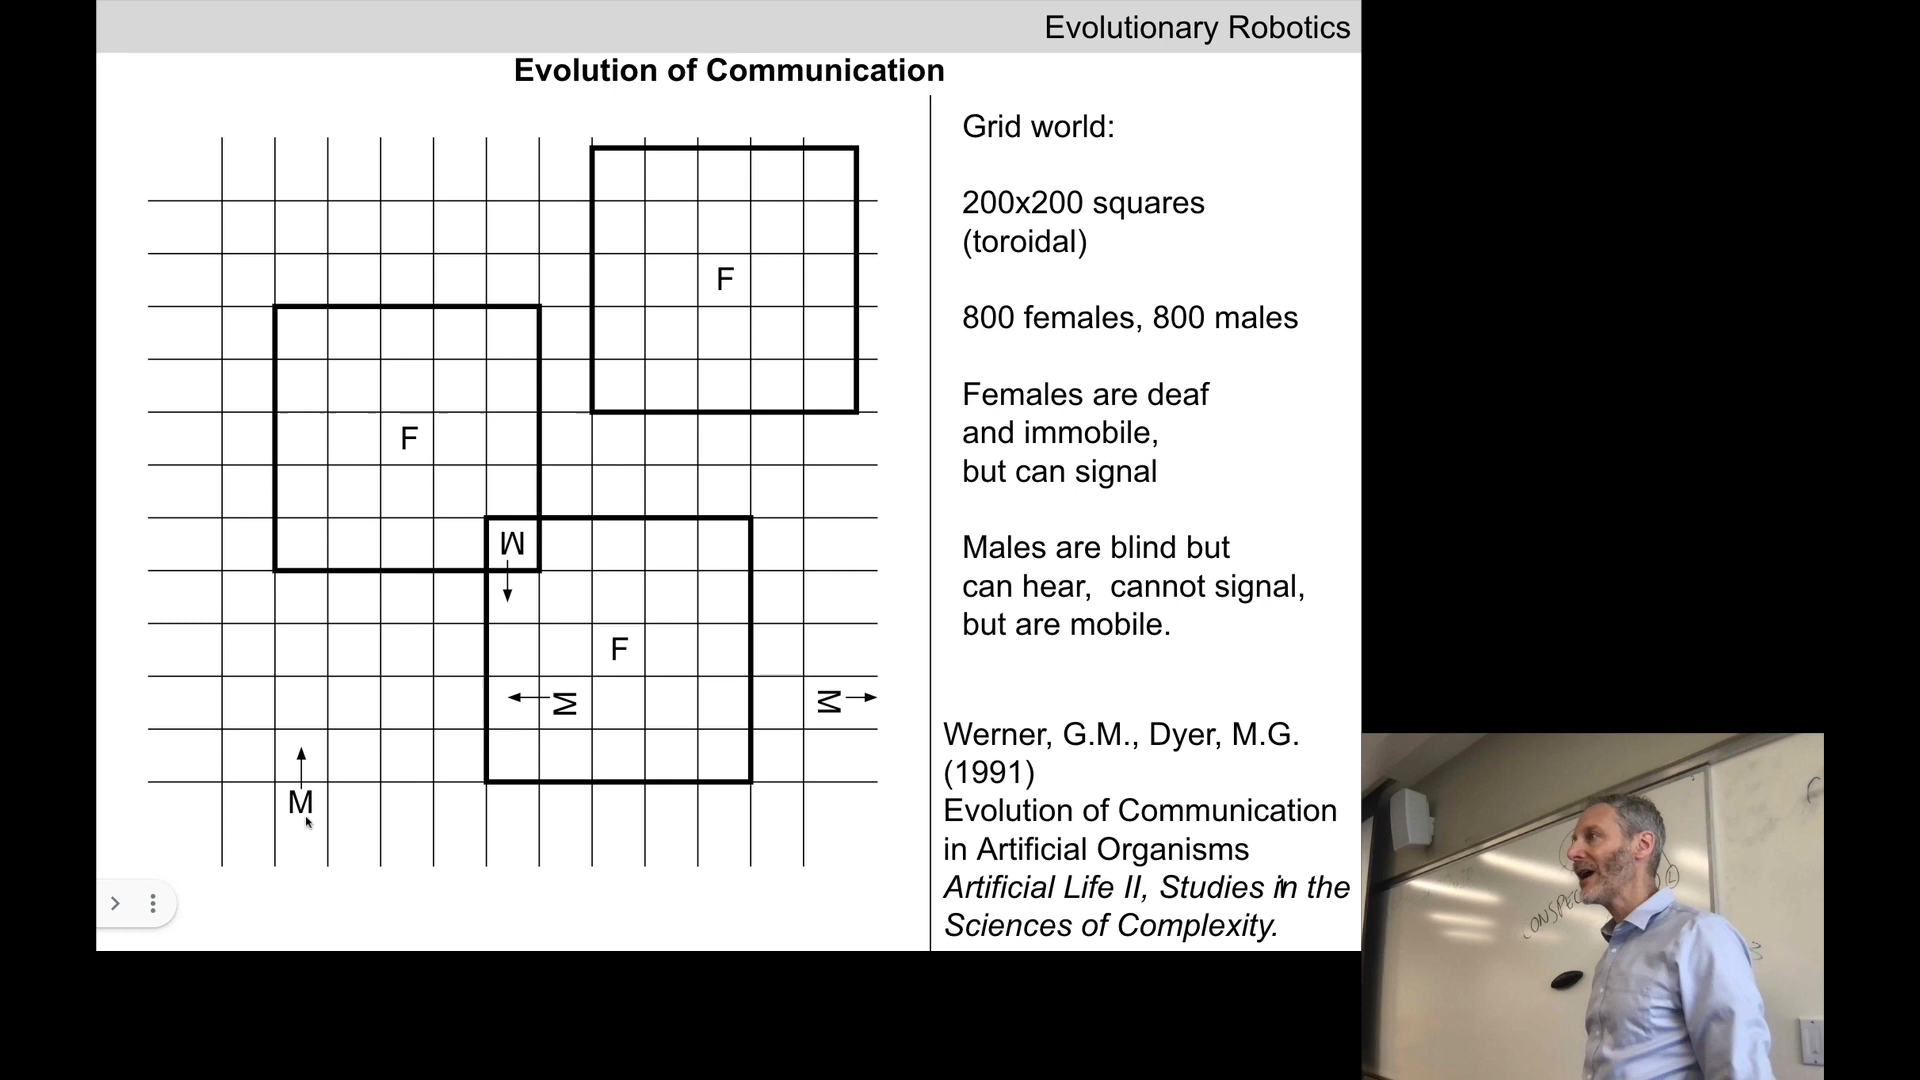 Evolutionary Robotics
Evolution of Communication
Grid world:
200x200 squares
(toroidal)
800 females, 800 males
Females are deaf
and immobile,
but can signal
Males are blind but
can hear, cannot signal,
but are mobile.
Werner, G.M., Dyer, M.G.
(1991)
Evolution of Communication
in Artificial Organisms
Artificial Life II, Studies in the
Sciences of Complexity.
F
F
M
F
M
M
M